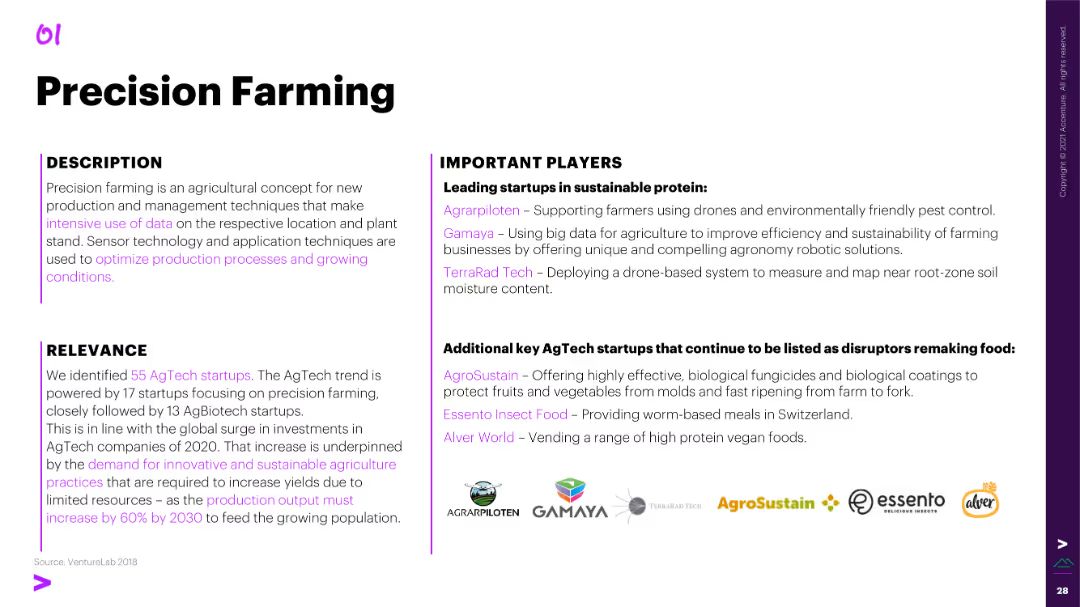 01
Precision Farming
DESCRIPTION
Precision farming is an agricultural concept for new
production and management techniques that make
intensive use of data on the respective location and plant
stand. Sensor technology and application techniques are
used to optimize production processes and growing
conditions.
RELEVANCE
We identified 55 AgTech startups. The AgTech trend is
powered by 17 startups focusing on precision farming,
closely followed by 13 AgBiotech startups.
This is in line with the global surge in investments in
AgTech companies of 2020. That increase is underpinned
by the demand for innovative and sustainable agriculture
practices that are required to increase yields due to
limited resources – as the production output must
increase by 60% by 2030 to feed the growing population.
Source, VentureLab 2018
>
IMPORTANT PLAYERS
Leading startups in sustainable protein:
Agrarpiloten – Supporting farmers using drones and environmentally friendly pest control.
Gamaya – Using big data for agriculture to improve efficiency and sustainability of farming
businesses by offering unique and compelling agronomy robotic solutions.
TerraRad Tech – Deploying a drone-based system to measure and map near root-zone soil
moisture content.
Additional key AgTech startups that continue to be listed as disruptors remaking food:
AgroSustain – Offering highly effective, biological fungicides and biological coatings to
protect fruits and vegetables from molds and fast ripening from farm to fork.
Essento Insect Food – Providing worm-based meals in Switzerland.
Alver World – Vending a range of high protein vegan foods.
AGRARPILOTEN
GAMAYA
TERRARAD TECH
AgroSustain
essento
DELICIOUS INSECTS
alver
Copyright © 2021 Accenture. All rights reserved.
>
28